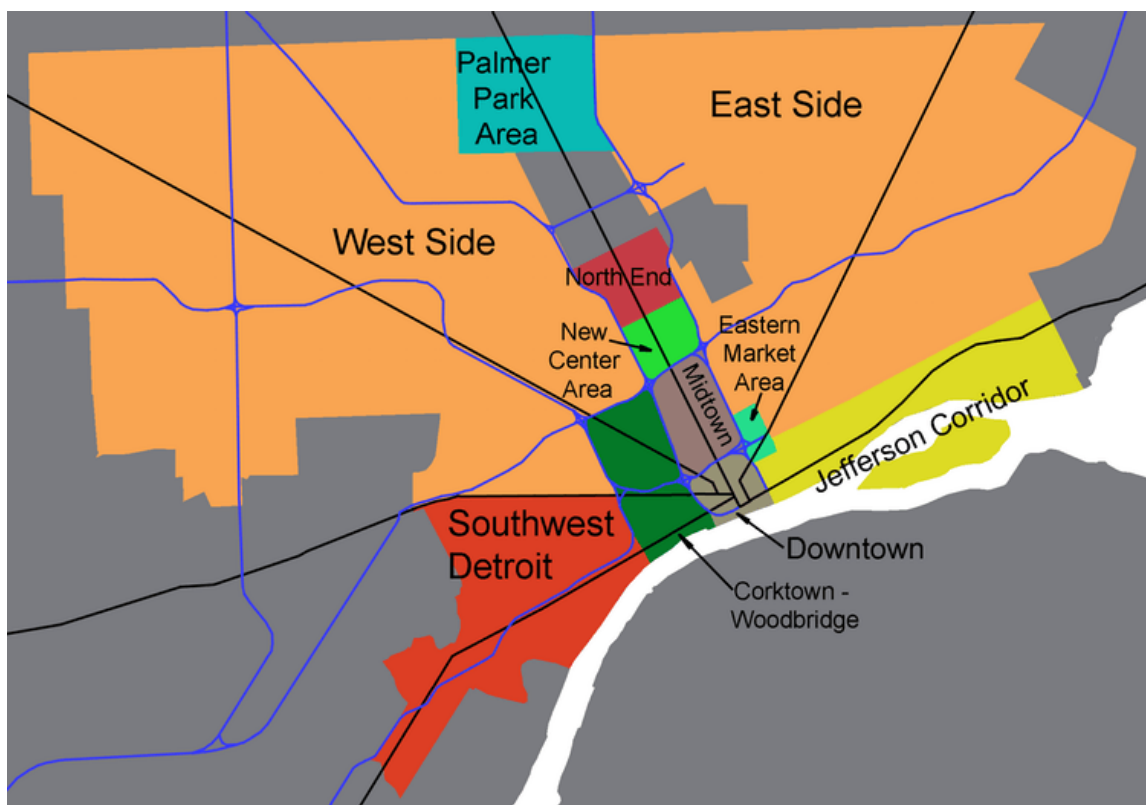 Palmer
Park
Area
East Side
West Side
North End
New
Center
Area
Eastern
Market
Area
Midtown
Jefferson Corridor
Southwest
Detroit
Downtown
Corktown -
Woodbridge